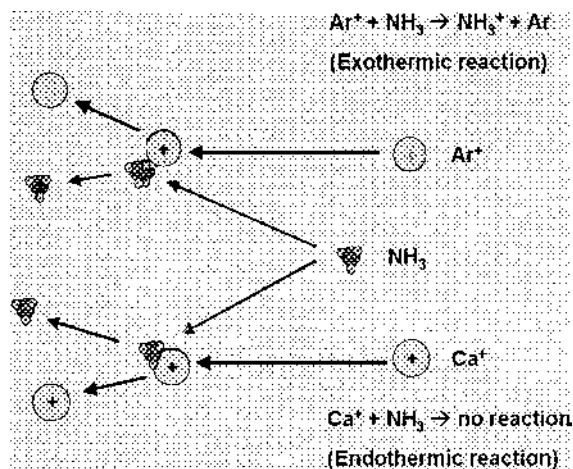 Ar⁺ + NH₃ → NH₃⁺ + Ar
(Exothermic reaction)
+
Ar⁺
NH₃
+
+
Ca⁺
+
Ca⁺ + NH₃ → no reaction.
(Endothermic reaction)